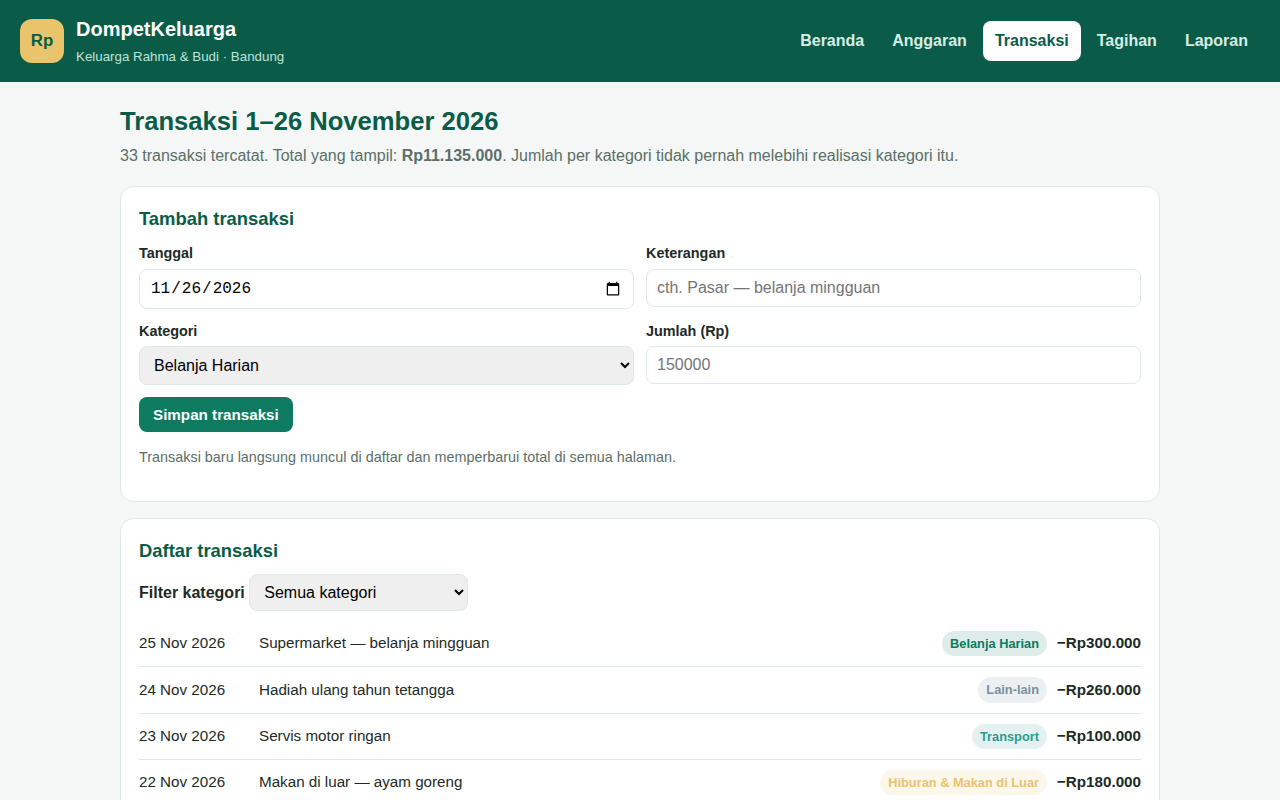 Rp
DompetKeluarga
Keluarga Rahma & Budi · Bandung
Beranda
Anggaran
Transaksi
Tagihan
Laporan
Transaksi 1–26 November 2026
33 transaksi tercatat. Total yang tampil: Rp11.135.000. Jumlah per kategori tidak pernah melebihi realisasi kategori itu.
Tambah transaksi
Tanggal
11/26/2026
Keterangan
cth. Pasar — belanja mingguan
Kategori
Belanja Harian
Jumlah (Rp)
150000
Simpan transaksi
Transaksi baru langsung muncul di daftar dan memperbarui total di semua halaman.
Daftar transaksi
Filter kategori Semua kategori
25 Nov 2026 Supermarket — belanja mingguan Belanja Harian −Rp300.000
24 Nov 2026 Hadiah ulang tahun tetangga Lain-lain −Rp260.000
23 Nov 2026 Servis motor ringan Transport −Rp100.000
22 Nov 2026 Makan di luar — ayam goreng Hiburan & Makan di Luar −Rp180.000